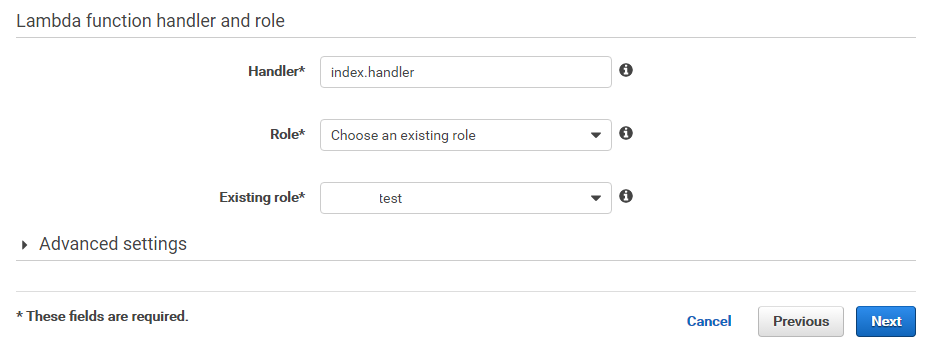 Lambda function handler and role
Handler* index.handler
Role* Choose an existing role
Existing role* test
Advanced settings
* These fields are required. Cancel Previous Next